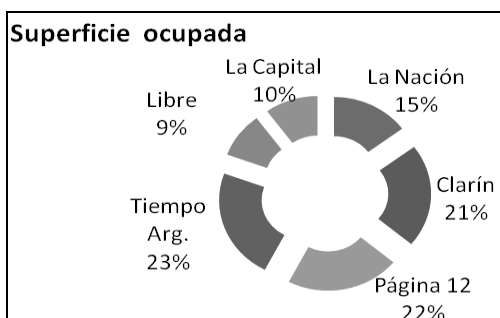 Superficie ocupada
La Capital
10%
La Nación
15%
Libre
9%
Clarín
21%
Tiempo
Arg.
23%
Página 12
22%